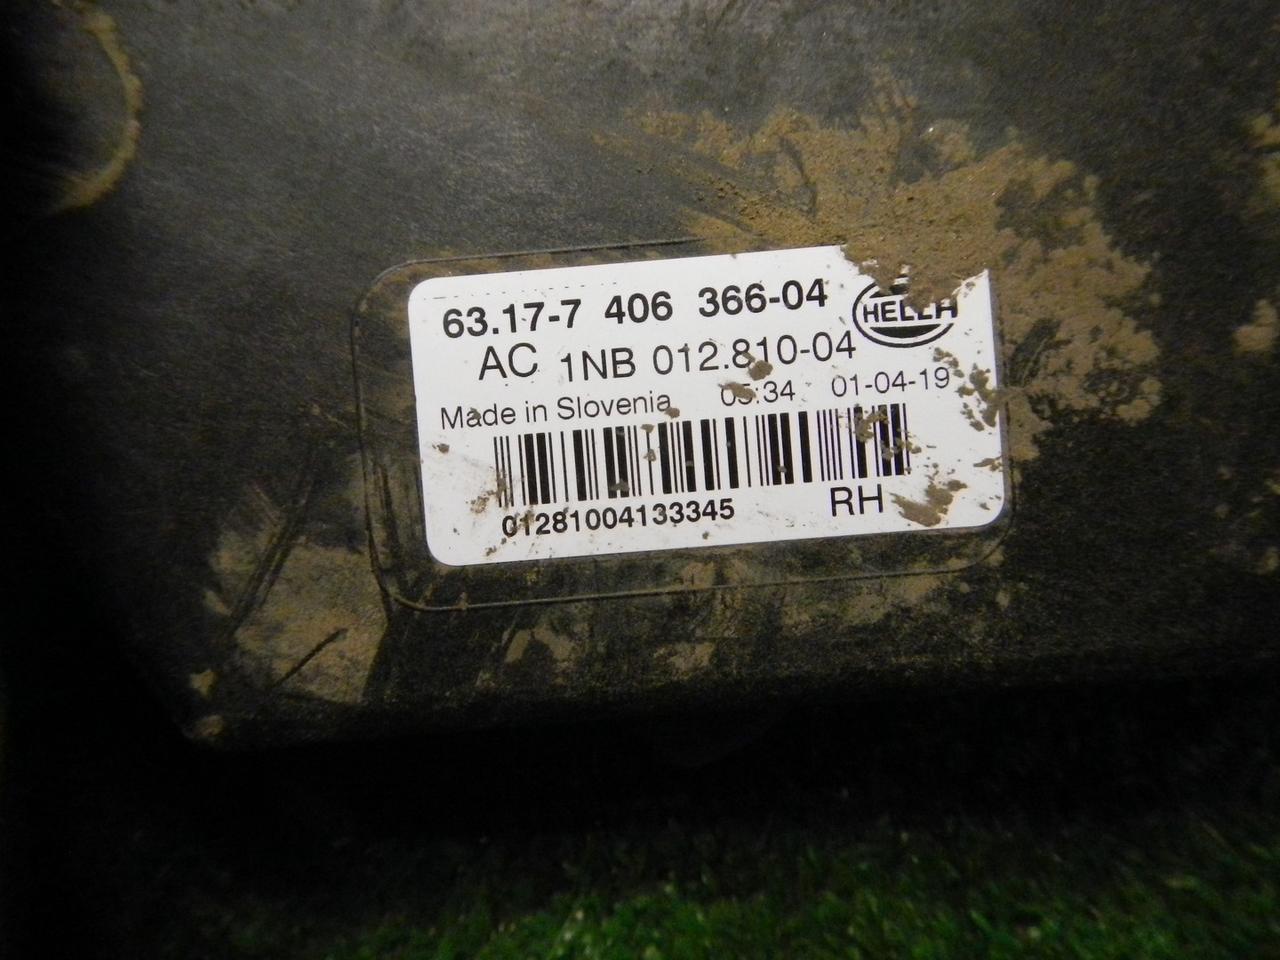 63.17-7 406 366-04
HELLA
AC 1NB 012.810-04
Made in Slovenia 05:34 01-04-19
01281004133345 RH